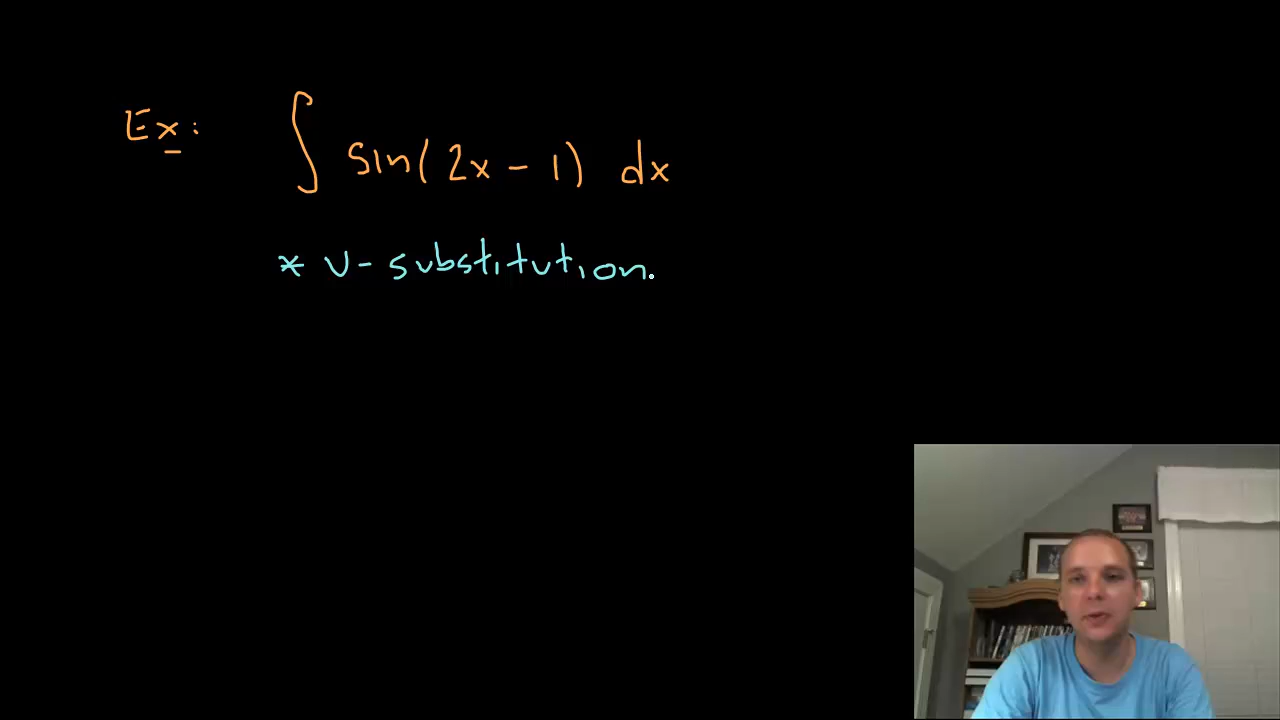 Ex: ∫ sin(2x - 1) dx
* u-substitution.